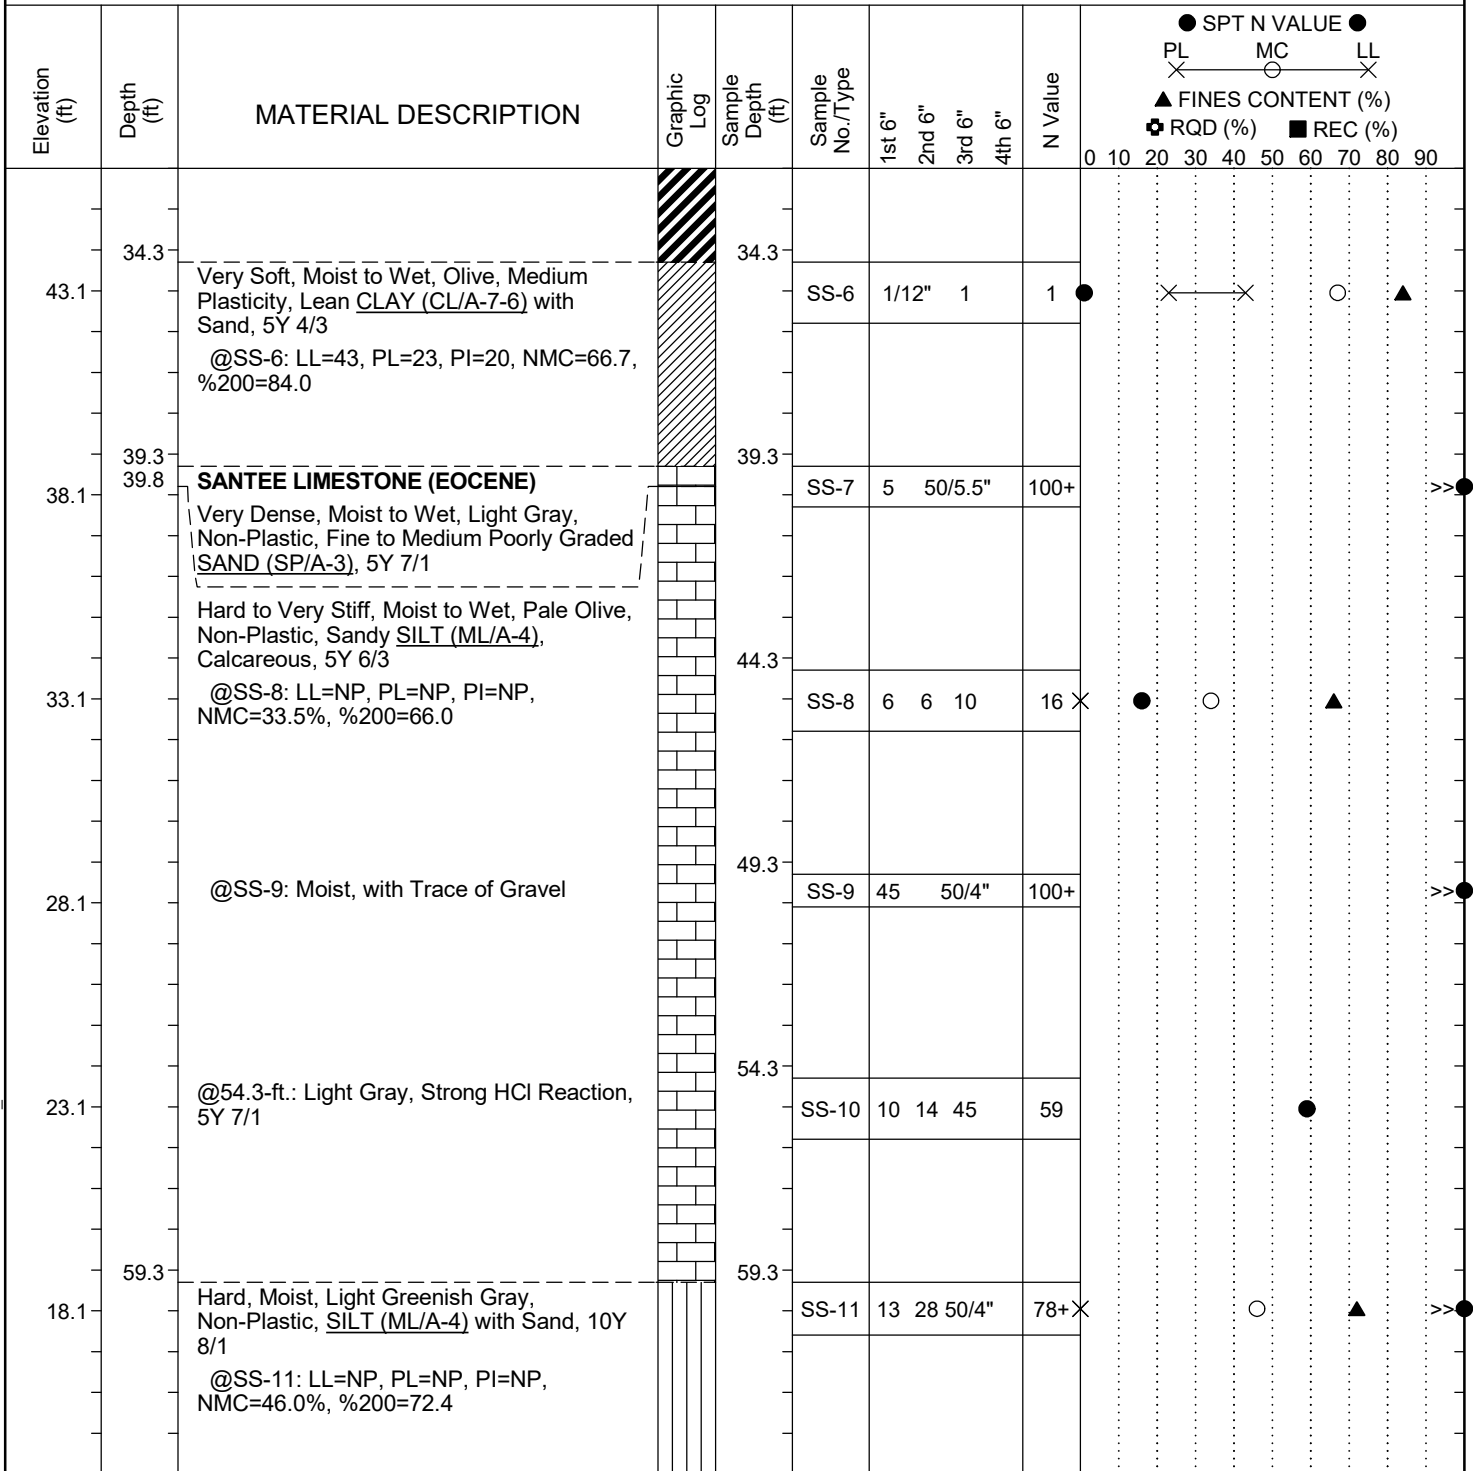 Elevation (ft)
Depth (ft)
MATERIAL DESCRIPTION
Graphic Log
Sample Depth (ft)
Sample No./Type
1st 6"
2nd 6"
3rd 6"
4th 6"
N Value
SPT N VALUE
PL MC LL
FINES CONTENT (%)
RQD (%) REC (%)
0 10 20 30 40 50 60 70 80 90
34.3 34.3
Very Soft, Moist to Wet, Olive, Medium
43.1 Plasticity, Lean CLAY (CL/A-7-6) with SS-6 1/12" 1 1
Sand, 5Y 4/3
@SS-6: LL=43, PL=23, PI=20, NMC=66.7,
%200=84.0
39.3 39.3
39.8 SANTEE LIMESTONE (EOCENE)
38.1 SS-7 5 50/5.5" 100+ >>
Very Dense, Moist to Wet, Light Gray,
Non-Plastic, Fine to Medium Poorly Graded
SAND (SP/A-3), 5Y 7/1
Hard to Very Stiff, Moist to Wet, Pale Olive,
Non-Plastic, Sandy SILT (ML/A-4),
Calcareous, 5Y 6/3
44.3
@SS-8: LL=NP, PL=NP, PI=NP,
33.1 SS-8 6 6 10 16
NMC=33.5%, %200=66.0
49.3
@SS-9: Moist, with Trace of Gravel SS-9 45 50/4" 100+ >>
28.1
54.3
@54.3-ft.: Light Gray, Strong HCl Reaction,
23.1 SS-10 10 14 45 59
5Y 7/1
59.3 59.3
Hard, Moist, Light Greenish Gray,
18.1 SS-11 13 28 50/4" 78+ >>
Non-Plastic, SILT (ML/A-4) with Sand, 10Y
8/1
@SS-11: LL=NP, PL=NP, PI=NP,
NMC=46.0%, %200=72.4